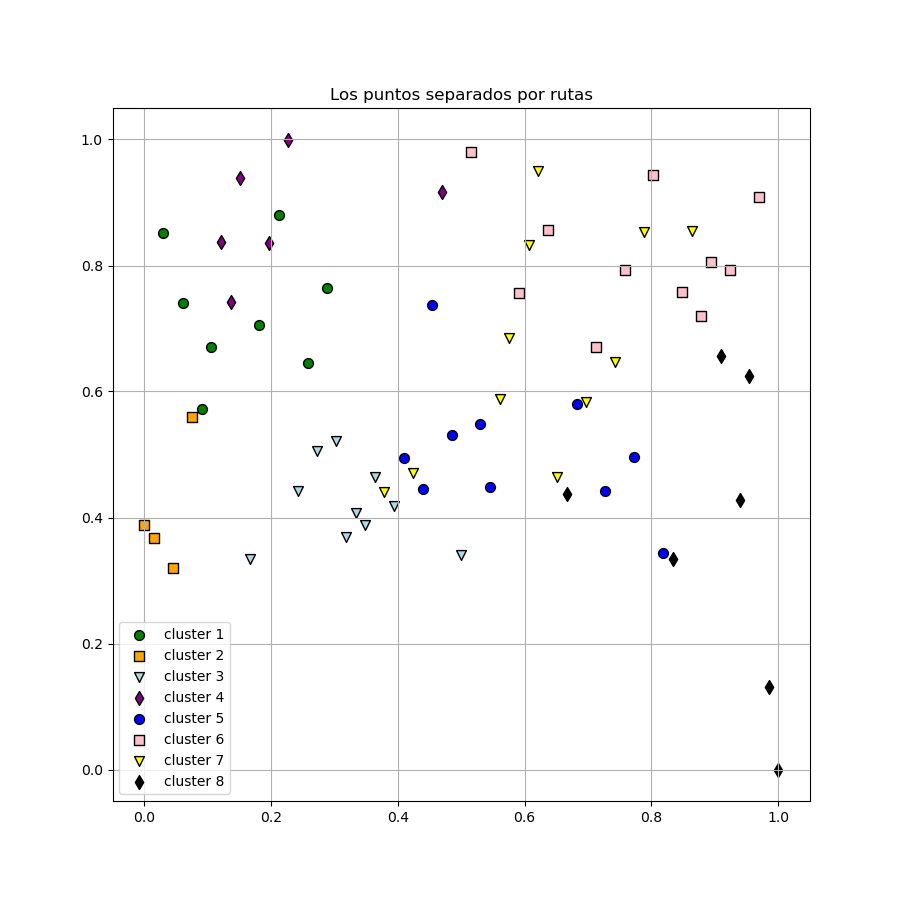 Los puntos separados por rutas
1.0
0.8
0.6
0.4
0.2
0.0
cluster 1
cluster 2
cluster 3
cluster 4
cluster 5
cluster 6
cluster 7
cluster 8
0.0 0.2 0.4 0.6 0.8 1.0